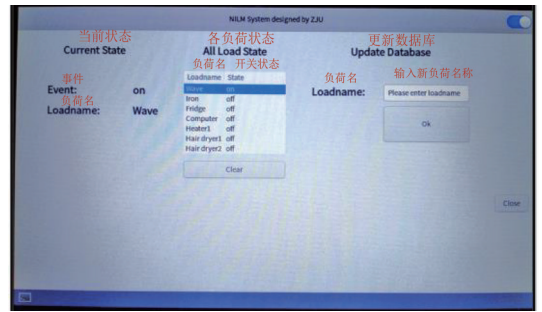 NILM System designed by ZJU
当前状态
Current State
各负荷状态
All Load State
更新数据库
Update Database
负荷名 开关状态
Loadname State
Wave on
Iron off
Fridge off
Computer off
Heater1 off
Hair dryer1 off
Hair dryer2 off
Clear
事件
Event: on
负荷名
Loadname: Wave
负荷名 输入新负荷名称
Loadname: Please enter loadname
Ok
Close